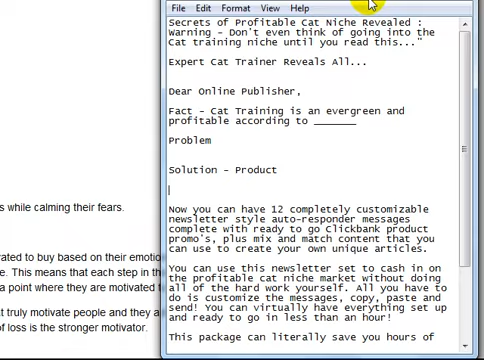 File Edit Format View Help
Secrets of Profitable Cat Niche Revealed :
Warning - Don't even think of going into the
Cat training niche until you read this..."
Expert Cat Trainer Reveals All...
Dear Online Publisher,
Fact - Cat Training is an evergreen and
profitable according to _______
Problem
Solution - Product
Now you can have 12 completely customizable
newsletter style auto-responder messages
complete with ready to go Clickbank product
promo's, plus mix and match content that you
can use to create your own unique articles.
You can use this newsletter set to cash in on
the profitable cat niche market without doing
all of the hard work yourself. All you have to
do is customize the messages, copy, paste and
send! You can virtually have everything set up
and ready to go in less than an hour!
This package can literally save you hours of
s while calming their fears.
vated to buy based on their emotio
e. This means that each step in th
a point where they are motivated t
t truly motivate people and they a
of loss is the stronger motivator.